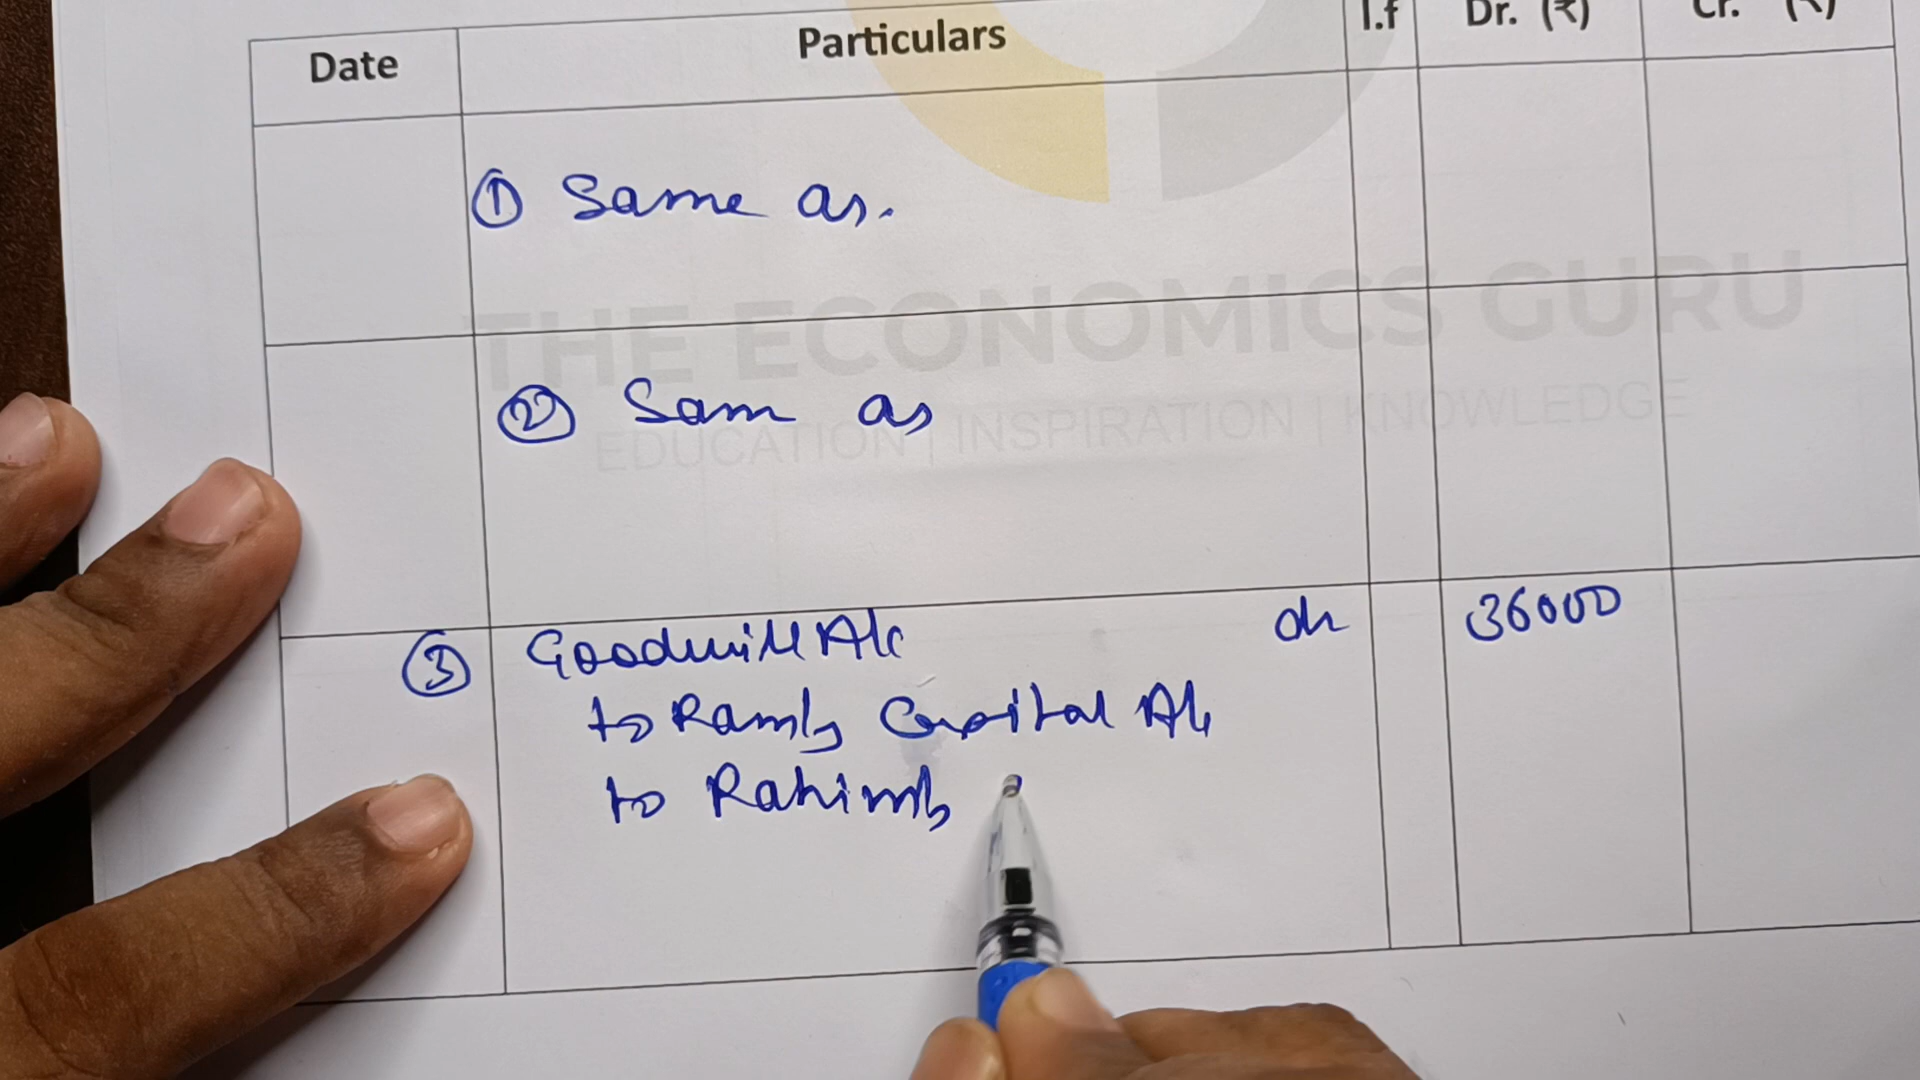 Date Particulars l.f Dr. (₹) Cr. (₹)
① Same as.
THE ECONOMICS GURU
② Sam as
EDUCATION | INSPIRATION | KNOWLEDGE
③ Goodwill A/c dr 36000
to Ram's Capital A/c
to Rahim's